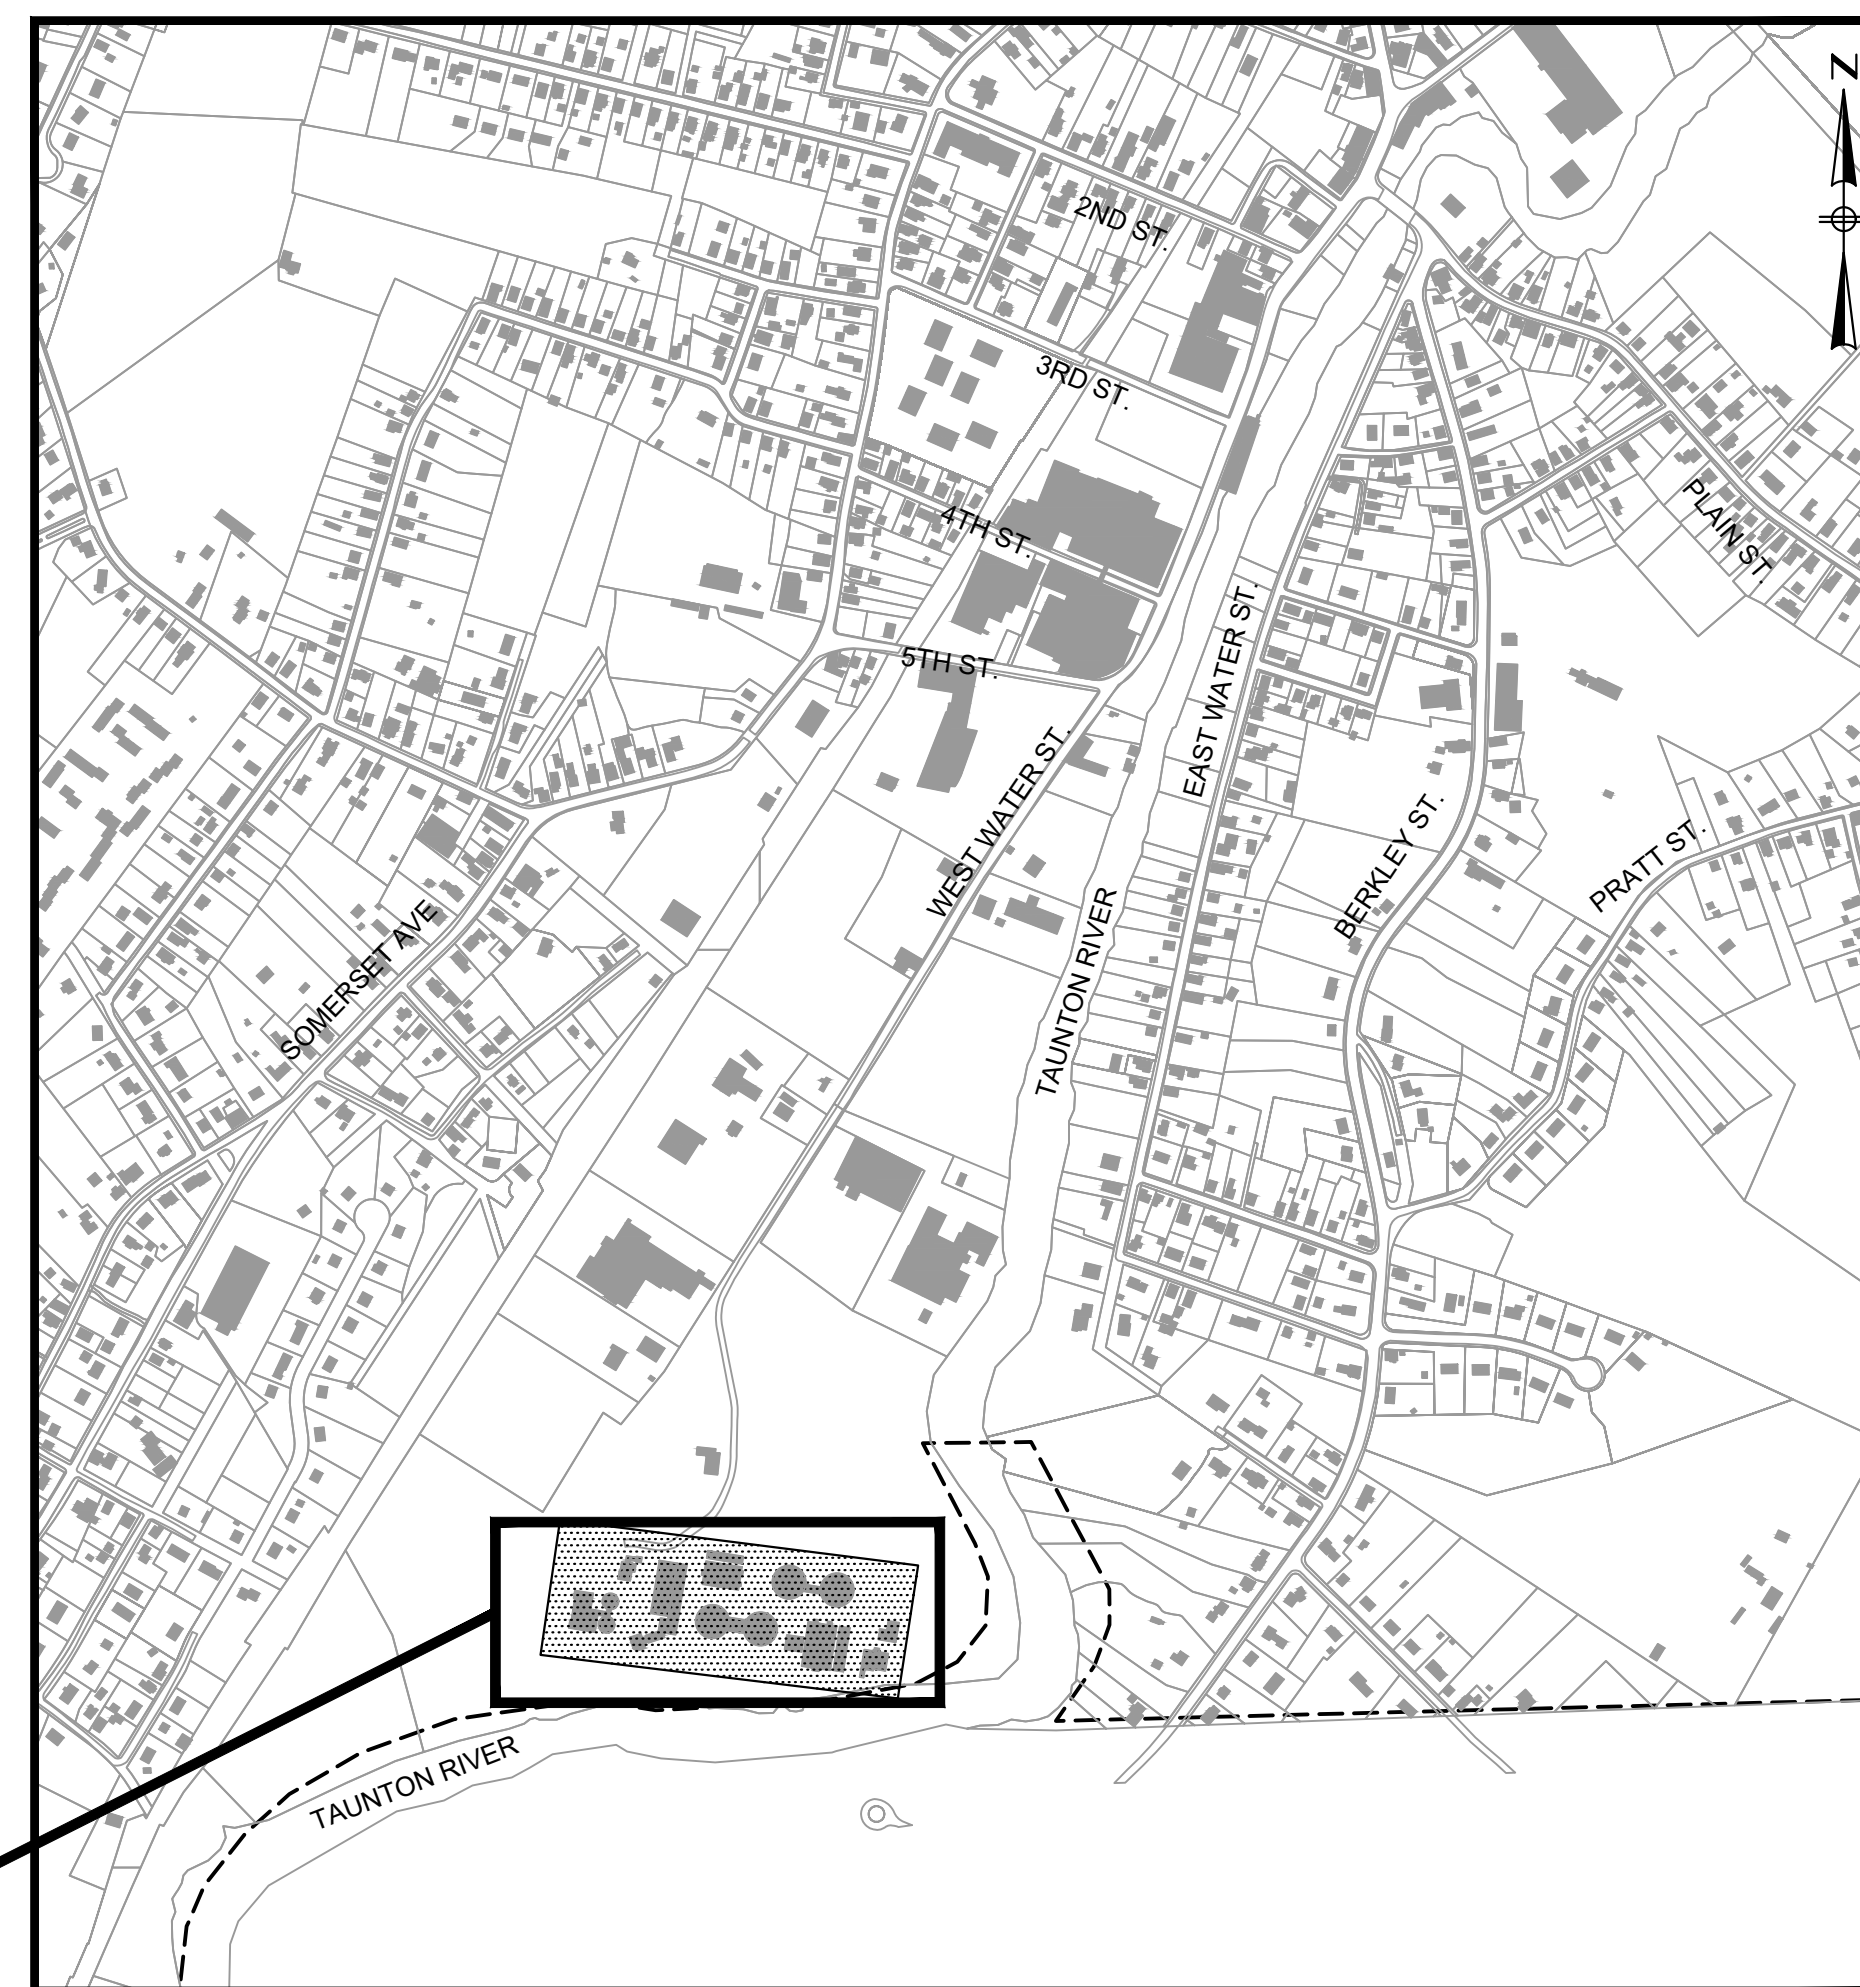 N
2ND ST.
3RD ST.
4TH ST.
PLAIN ST.
5TH ST.
EAST WATER ST.
WEST WATER ST.
BERKLEY ST.
PRATT ST.
SOMERSET AVE
TAUNTON RIVER
TAUNTON RIVER